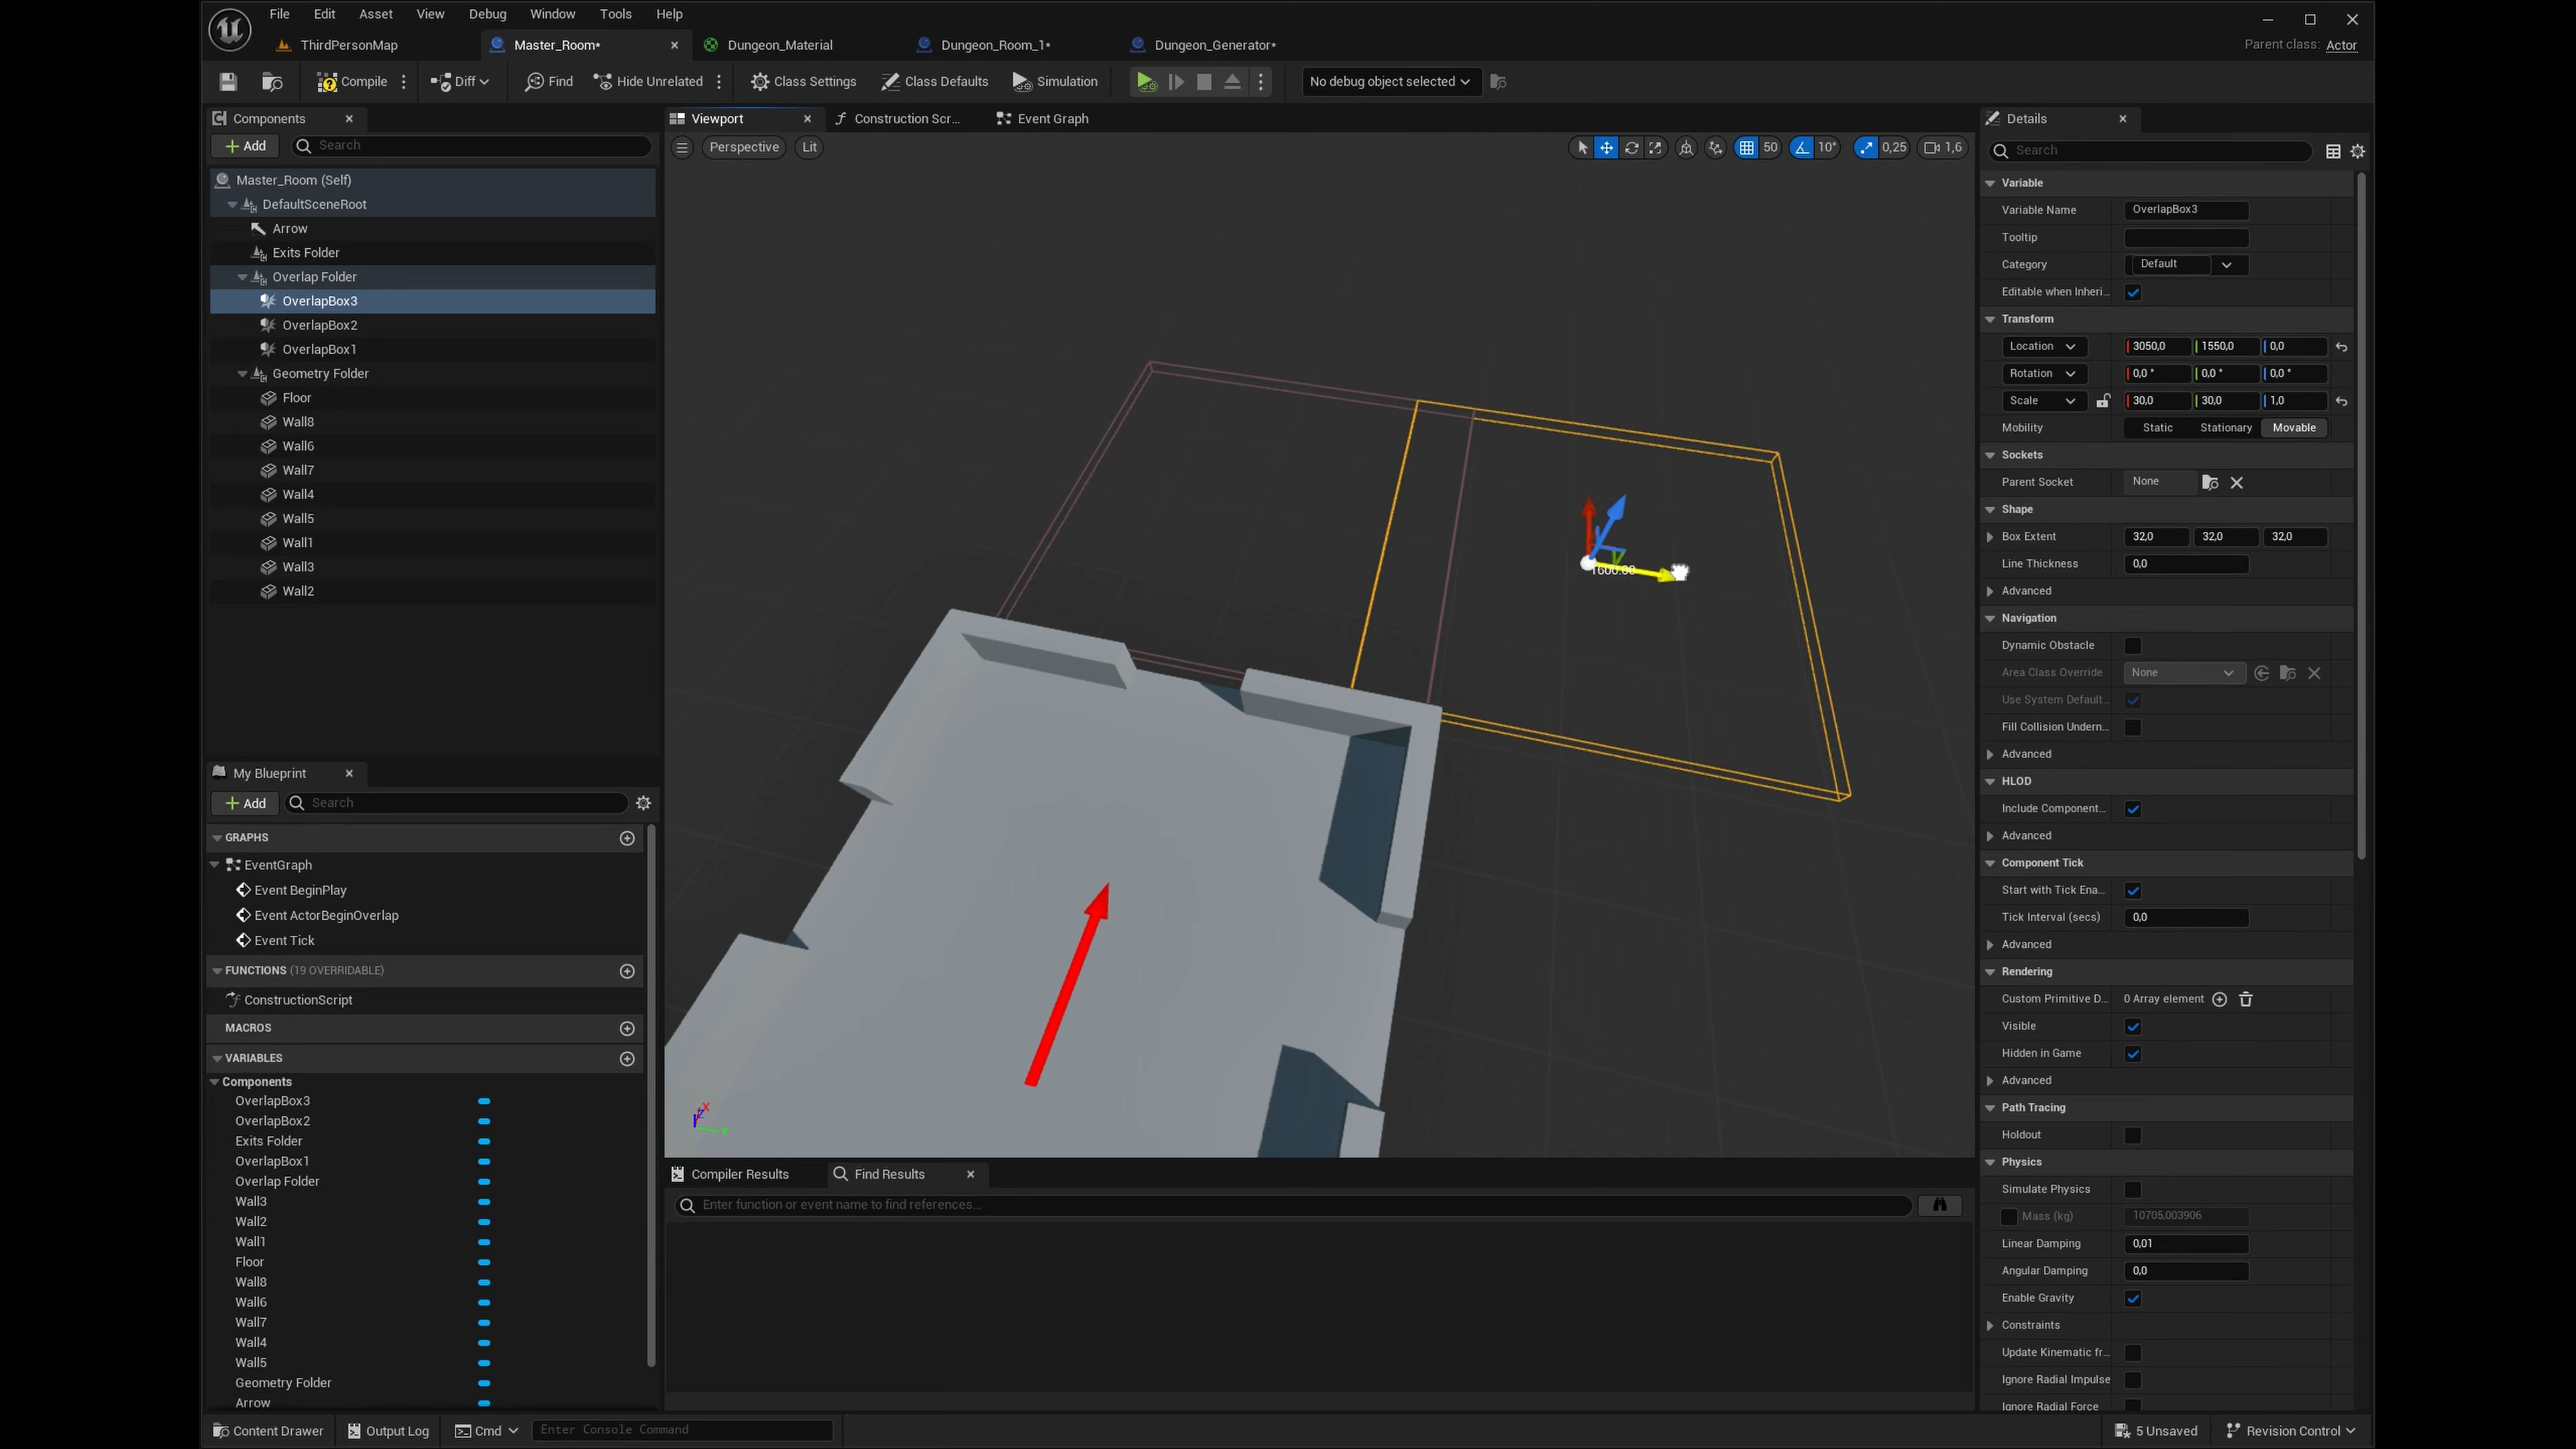 File Edit Asset View Debug Window Tools Help
ThirdPersonMap Master_Room* Dungeon_Material Dungeon_Room_1* Dungeon_Generator* Parent class: Actor
Compile Diff Find Hide Unrelated Class Settings Class Defaults Simulation No debug object selected
Components
Add Search
Master_Room (Self)
DefaultSceneRoot
Arrow
Exits Folder
Overlap Folder
OverlapBox3
OverlapBox2
OverlapBox1
Geometry Folder
Floor
Wall8
Wall6
Wall7
Wall4
Wall5
Wall1
Wall3
Wall2
My Blueprint
Add Search
GRAPHS
EventGraph
Event BeginPlay
Event ActorBeginOverlap
Event Tick
FUNCTIONS (19 OVERRIDABLE)
ConstructionScript
MACROS
VARIABLES
Components
OverlapBox3
OverlapBox2
Exits Folder
OverlapBox1
Overlap Folder
Wall3
Wall2
Wall1
Floor
Wall8
Wall6
Wall7
Wall4
Wall5
Geometry Folder
Arrow
Viewport Construction Scr... Event Graph
Perspective Lit 50 10° 0,25 1,6
1600.00
X
Z
Y
Compiler Results Find Results
Enter function or event name to find references...
Details
Search
Variable
Variable Name OverlapBox3
Tooltip
Category Default
Editable when Inheri...
Transform
Location 3050,0 1550,0 0,0
Rotation 0,0 ° 0,0 ° 0,0 °
Scale 30,0 30,0 1,0
Mobility Static Stationary Movable
Sockets
Parent Socket None
Shape
Box Extent 32,0 32,0 32,0
Line Thickness 0,0
Advanced
Navigation
Dynamic Obstacle
Area Class Override None
Use System Default...
Fill Collision Undern...
Advanced
HLOD
Include Component...
Advanced
Component Tick
Start with Tick Ena...
Tick Interval (secs) 0,0
Advanced
Rendering
Custom Primitive D... 0 Array element
Visible
Hidden in Game
Advanced
Path Tracing
Holdout
Physics
Simulate Physics
Mass (kg) 10705,003906
Linear Damping 0,01
Angular Damping 0,0
Enable Gravity
Constraints
Update Kinematic fr...
Ignore Radial Impulse
Ignore Radial Force
Content Drawer Output Log Cmd Enter Console Command 5 Unsaved Revision Control